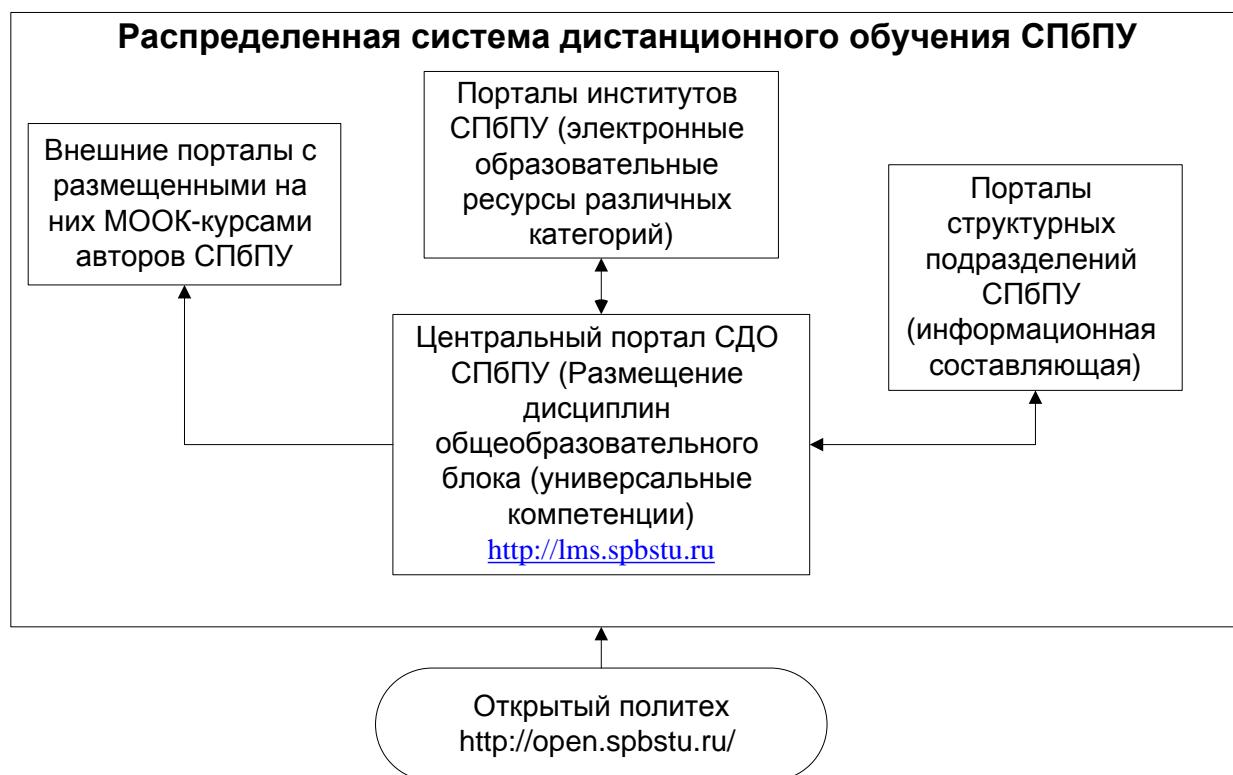 Распределенная система дистанционного обучения СПбПУ
Внешние порталы с
размещенными на
них МООК-курсами
авторов СПбПУ
Порталы институтов
СПбПУ (электронные
образовательные
ресурсы различных
категорий)
Порталы
структурных
подразделений
СПбПУ
(информационная
составляющая)
Центральный портал СДО
СПбПУ (Размещение
дисциплин
общеобразовательного
блока (универсальные
компетенции)
http://lms.spbstu.ru
Открытый политех
http://open.spbstu.ru/